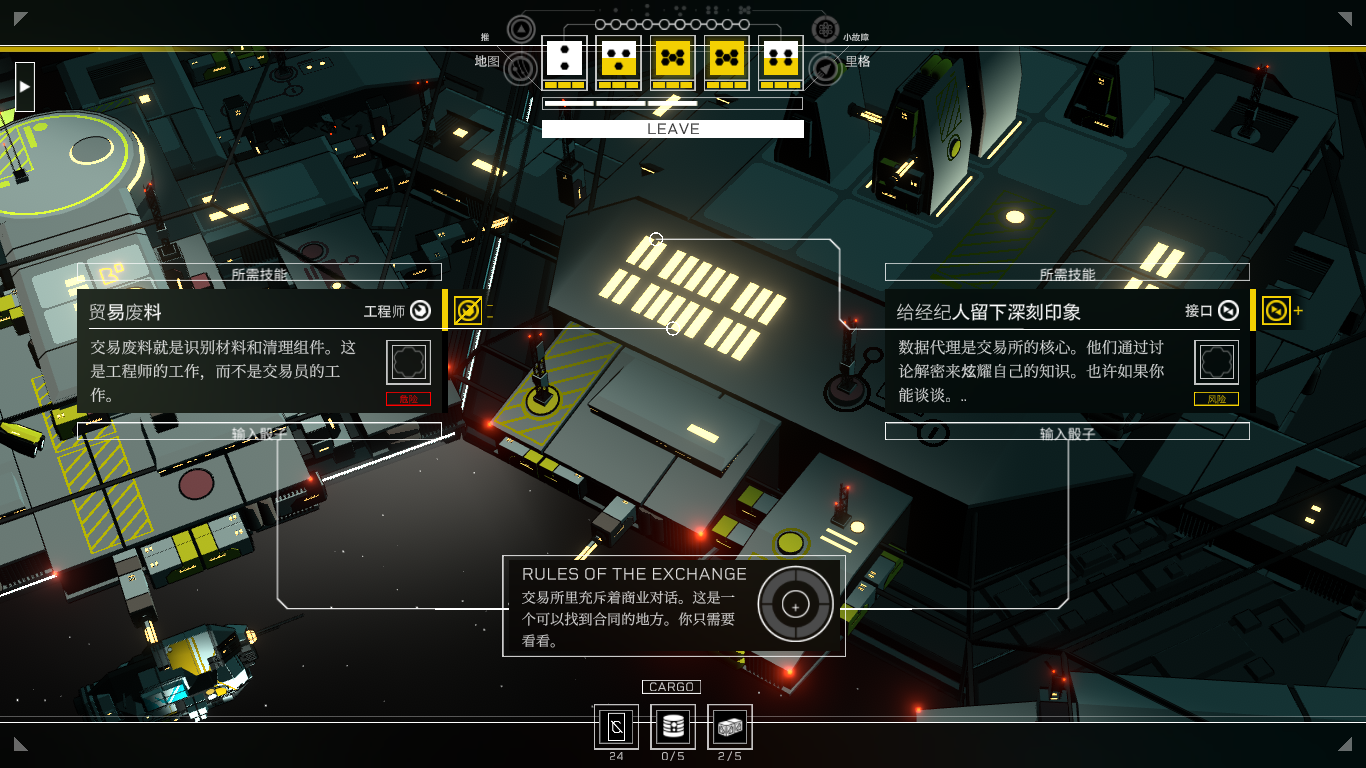 推
地图
小故障
里格
LEAVE
所需技能
贸易废料
工程师
交易废料就是识别材料和清理组件。这
是工程师的工作，而不是交易员的工
作。
危险
输入骰子
所需技能
给经纪人留下深刻印象
接口
数据代理是交易所的核心。他们通过讨
论解密来炫耀自己的知识。也许如果你
能谈谈。..
风险
输入骰子
RULES OF THE EXCHANGE
交易所里充斥着商业对话。这是一
个可以找到合同的地方。你只需要
看看。
CARGO
24
0/5
2/5